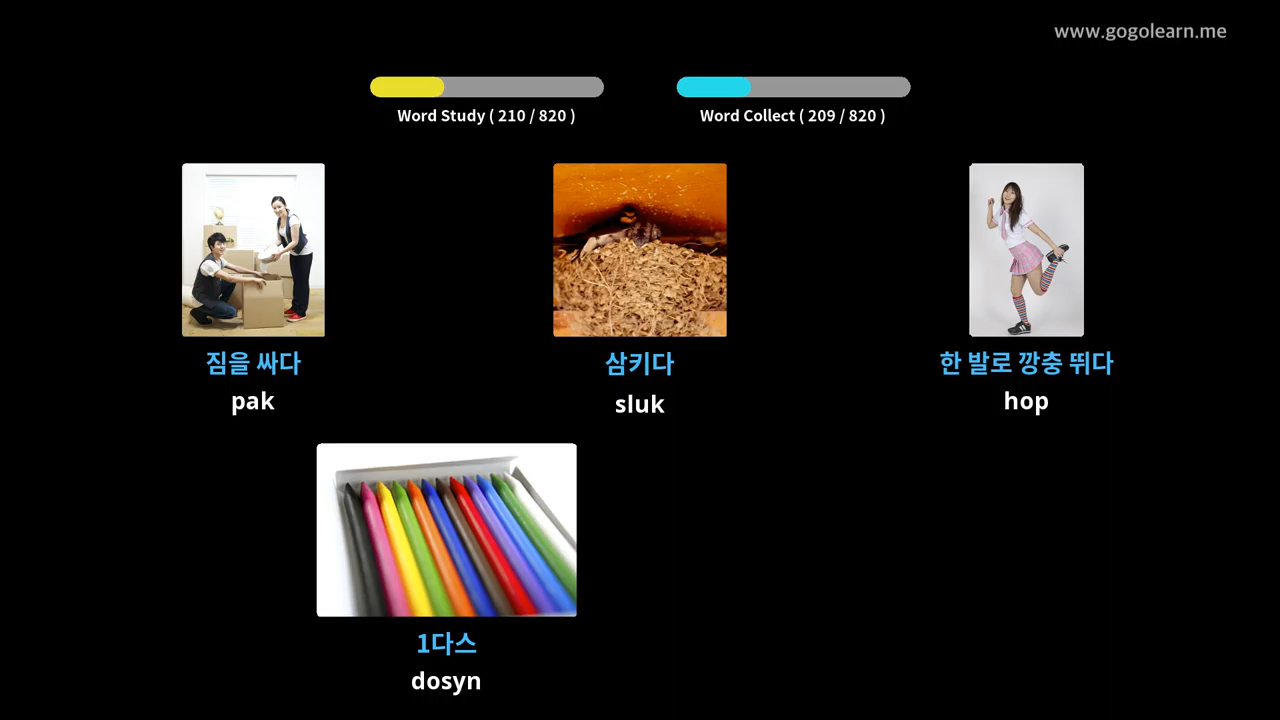 www.gogolearn.me
Word Study ( 210 / 820 )
Word Collect ( 209 / 820 )
짐을 싸다
pak
삼키다
sluk
한 발로 깡충 뛰다
hop
1다스
dosyn